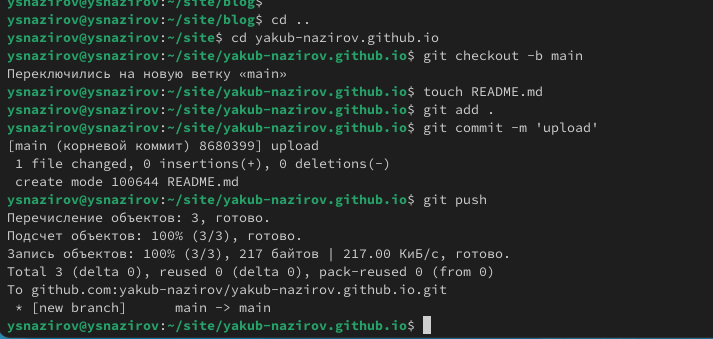 ysnazirov@ysnazirov:~/site/blog$
ysnazirov@ysnazirov:~/site/blog$ cd ..
ysnazirov@ysnazirov:~/site$ cd yakub-nazirov.github.io
ysnazirov@ysnazirov:~/site/yakub-nazirov.github.io$ git checkout -b main
Переключились на новую ветку «main»
ysnazirov@ysnazirov:~/site/yakub-nazirov.github.io$ touch README.md
ysnazirov@ysnazirov:~/site/yakub-nazirov.github.io$ git add .
ysnazirov@ysnazirov:~/site/yakub-nazirov.github.io$ git commit -m 'upload'
[main (корневой коммит) 8680399] upload
 1 file changed, 0 insertions(+), 0 deletions(-)
 create mode 100644 README.md
ysnazirov@ysnazirov:~/site/yakub-nazirov.github.io$ git push
Перечисление объектов: 3, готово.
Подсчет объектов: 100% (3/3), готово.
Запись объектов: 100% (3/3), 217 байтов | 217.00 КиБ/с, готово.
Total 3 (delta 0), reused 0 (delta 0), pack-reused 0 (from 0)
To github.com:yakub-nazirov/yakub-nazirov.github.io.git
 * [new branch]      main -> main
ysnazirov@ysnazirov:~/site/yakub-nazirov.github.io$